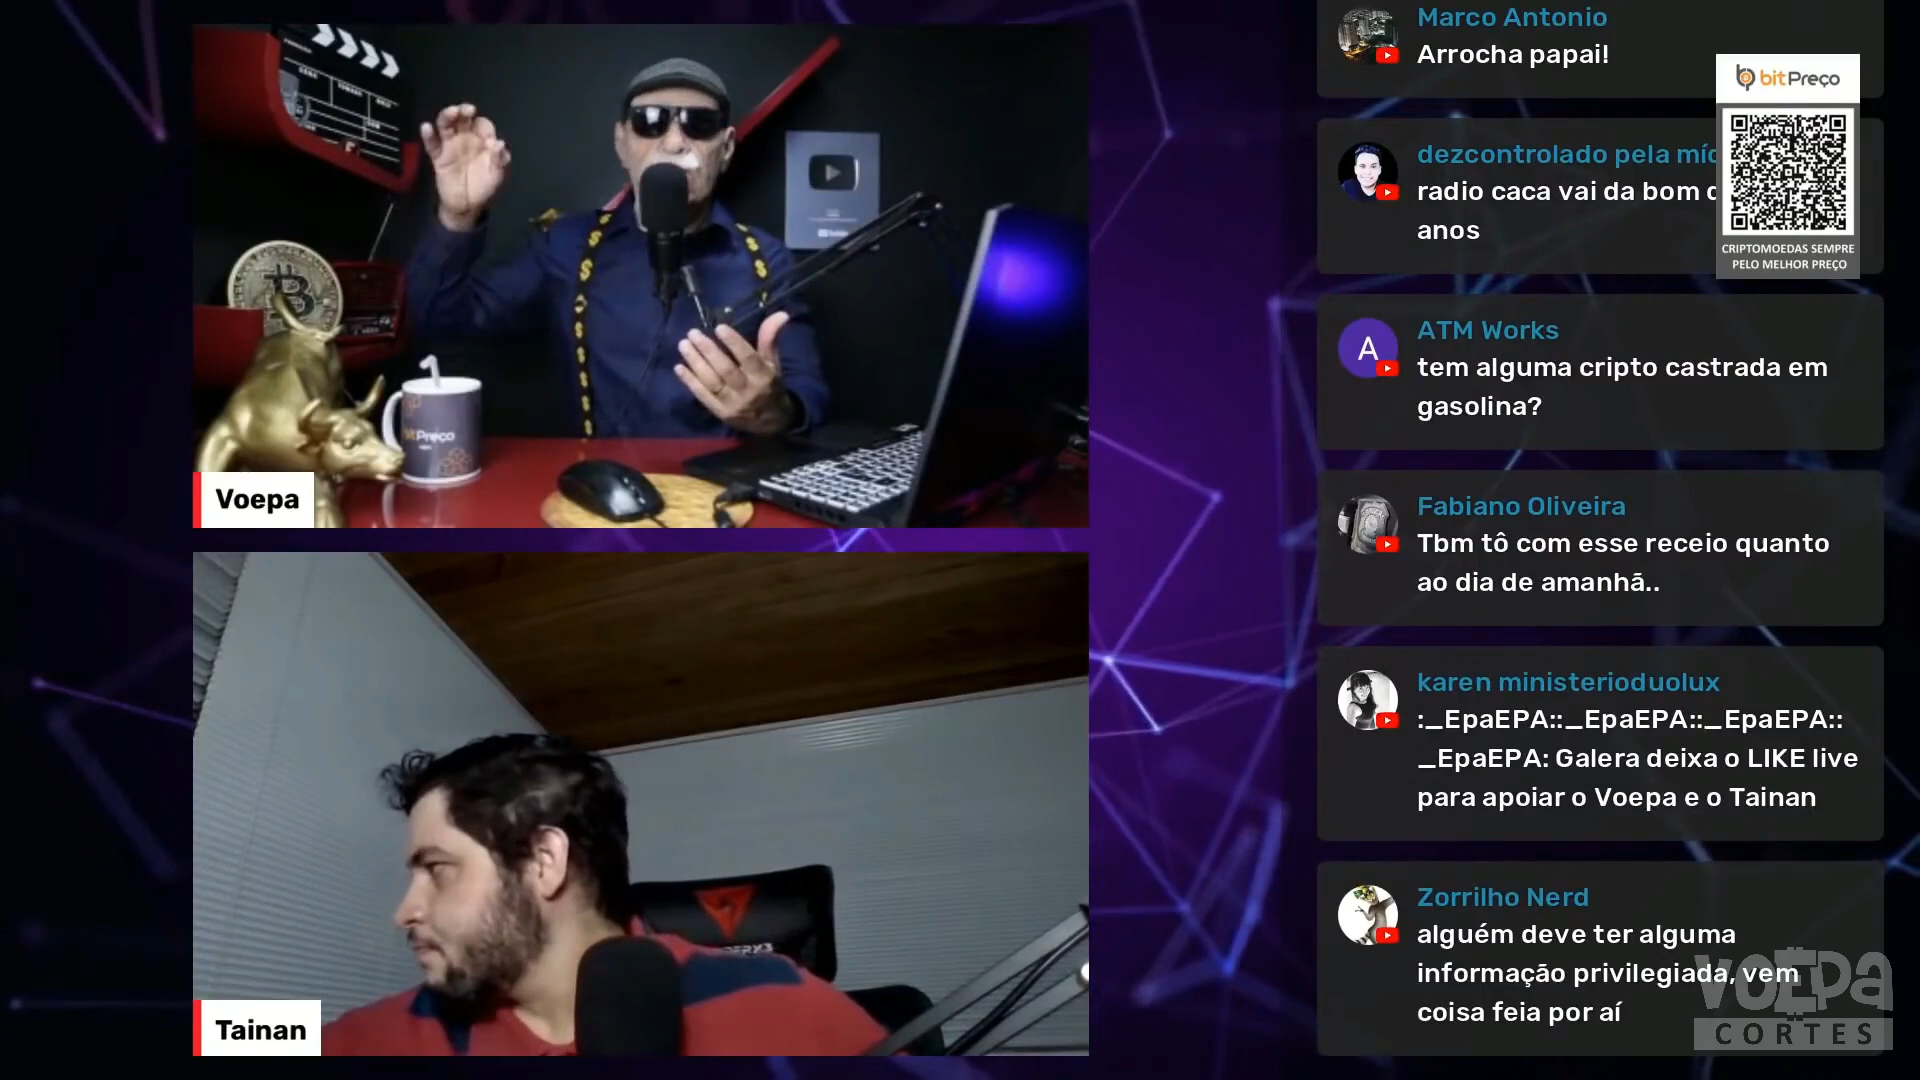 Voepa
bitPreço
Tainan
Marco Antonio
Arrocha papai!
bitPreço
CRIPTOMOEDAS SEMPRE
PELO MELHOR PREÇO
dezcontrolado pela
radio caca vai da bom
anos
ATM Works
A
tem alguma cripto castrada em
gasolina?
Fabiano Oliveira
Tbm tô com esse receio quanto
ao dia de amanhã..
karen ministerioduolux
:_EpaEPA::_EpaEPA::_EpaEPA::
_EpaEPA: Galera deixa o LIKE live
para apoiar o Voepa e o Tainan
Zorrilho Nerd
alguém deve ter alguma
informação privilegiada, vem
coisa feia por aí
VOEPA
CORTES